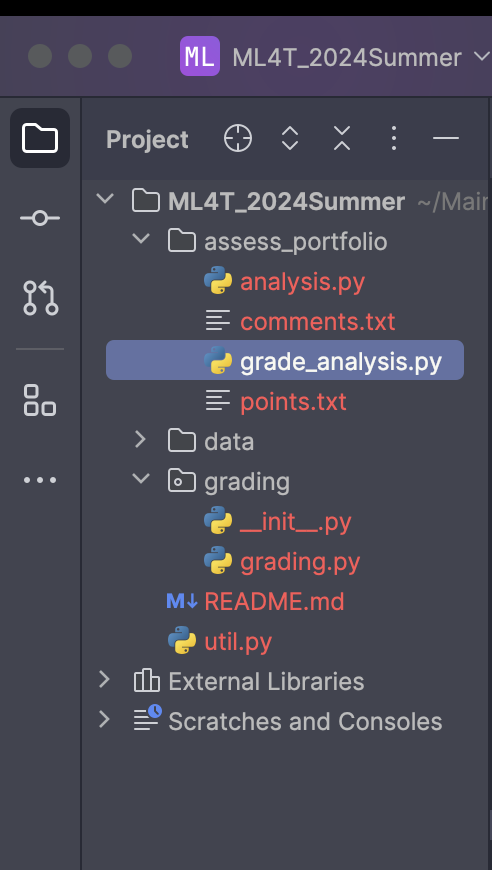 ML ML4T_2024Summer
Project
ML4T_2024Summer ~/Main
assess_portfolio
analysis.py
comments.txt
grade_analysis.py
points.txt
data
grading
__init__.py
grading.py
M↓ README.md
util.py
External Libraries
Scratches and Consoles